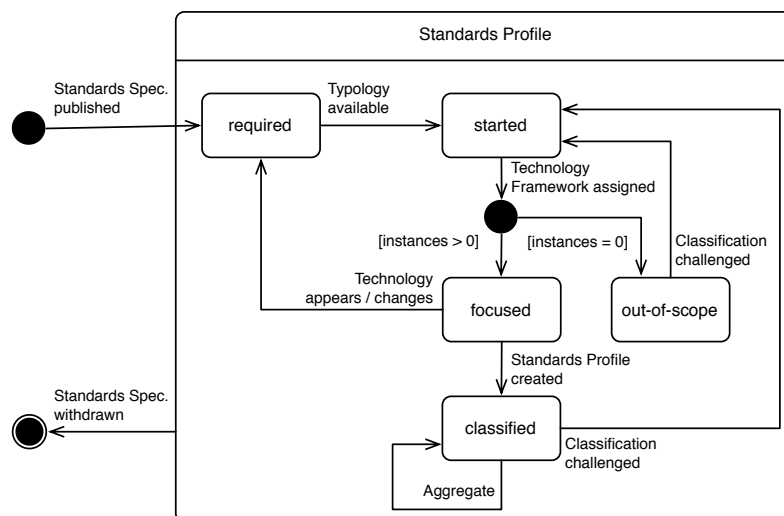 Standards Profile
Standards Spec.
published
required
Typology
available
started
Technology
Framework assigned
[instances > 0]
[instances = 0]
Classification
challenged
Technology
appears / changes
focused
out-of-scope
Standards Profile
created
Standards Spec.
withdrawn
classified
Classification
challenged
Aggregate